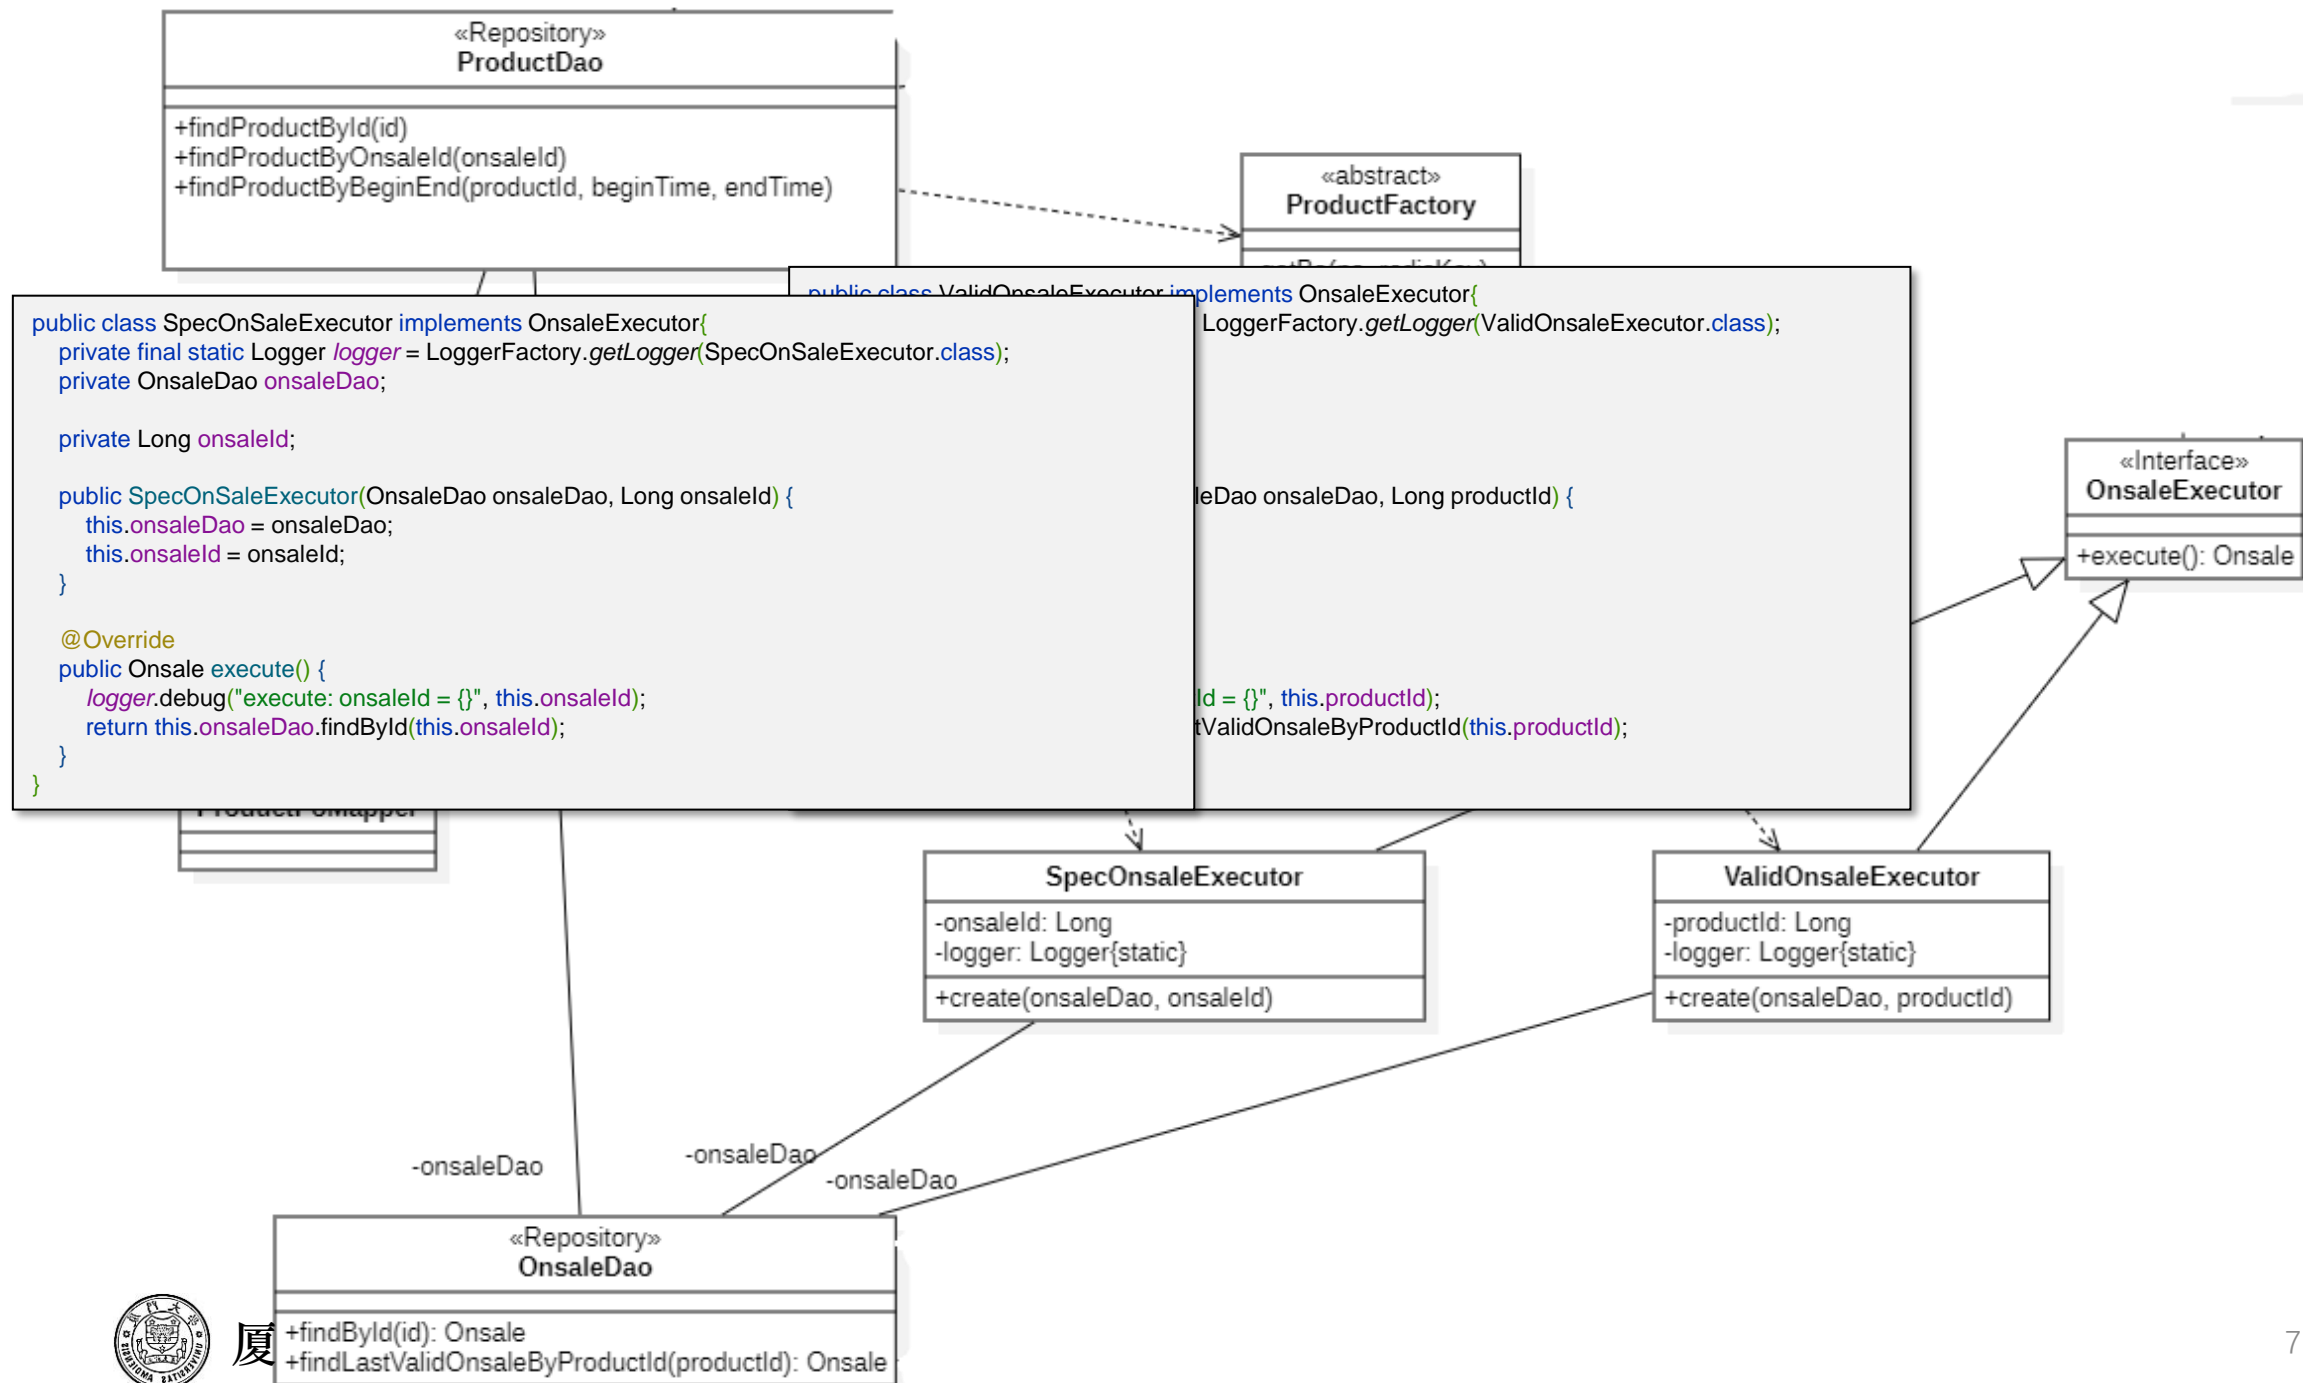 «Repository»
ProductDao
+findProductById(id)
+findProductByOnsaleId(onsaleId)
+findProductByBeginEnd(productId, beginTime, endTime)
«abstract»
ProductFactory
public class ValidOnsaleExecutor implements OnsaleExecutor{
LoggerFactory.getLogger(ValidOnsaleExecutor.class);
leDao onsaleDao, Long productId) {
Id = {}", this.productId);
tValidOnsaleByProductId(this.productId);
public class SpecOnSaleExecutor implements OnsaleExecutor{
private final static Logger logger = LoggerFactory.getLogger(SpecOnSaleExecutor.class);
private OnsaleDao onsaleDao;
private Long onsaleId;
public SpecOnSaleExecutor(OnsaleDao onsaleDao, Long onsaleId) {
this.onsaleDao = onsaleDao;
this.onsaleId = onsaleId;
}
@Override
public Onsale execute() {
logger.debug("execute: onsaleId = {}", this.onsaleId);
return this.onsaleDao.findById(this.onsaleId);
}
}
«Interface»
OnsaleExecutor
+execute(): Onsale
ProductPoMapper
SpecOnsaleExecutor
-onsaleId: Long
-logger: Logger{static}
+create(onsaleDao, onsaleId)
ValidOnsaleExecutor
-productId: Long
-logger: Logger{static}
+create(onsaleDao, productId)
-onsaleDao
-onsaleDao
-onsaleDao
«Repository»
OnsaleDao
+findById(id): Onsale
+findLastValidOnsaleByProductId(productId): Onsale
厦
7